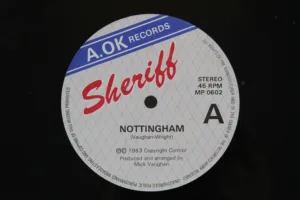 A.OK RECORDS
Sheriff
STEREO
45 RPM
MP 0602
A
NOTTINGHAM
(Vaughan-Wright)
℗ © 1983 Copyright Control
Produced and arranged by
Mick Vaughan